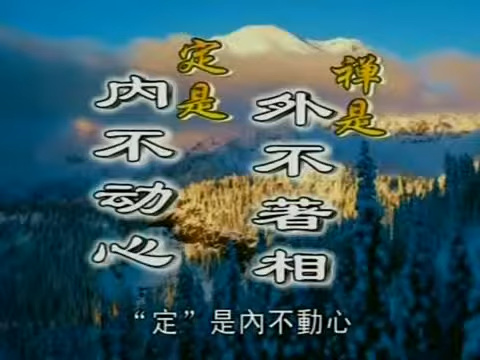 禅是
外不著相
定是
内不动心
“定”是內不動心